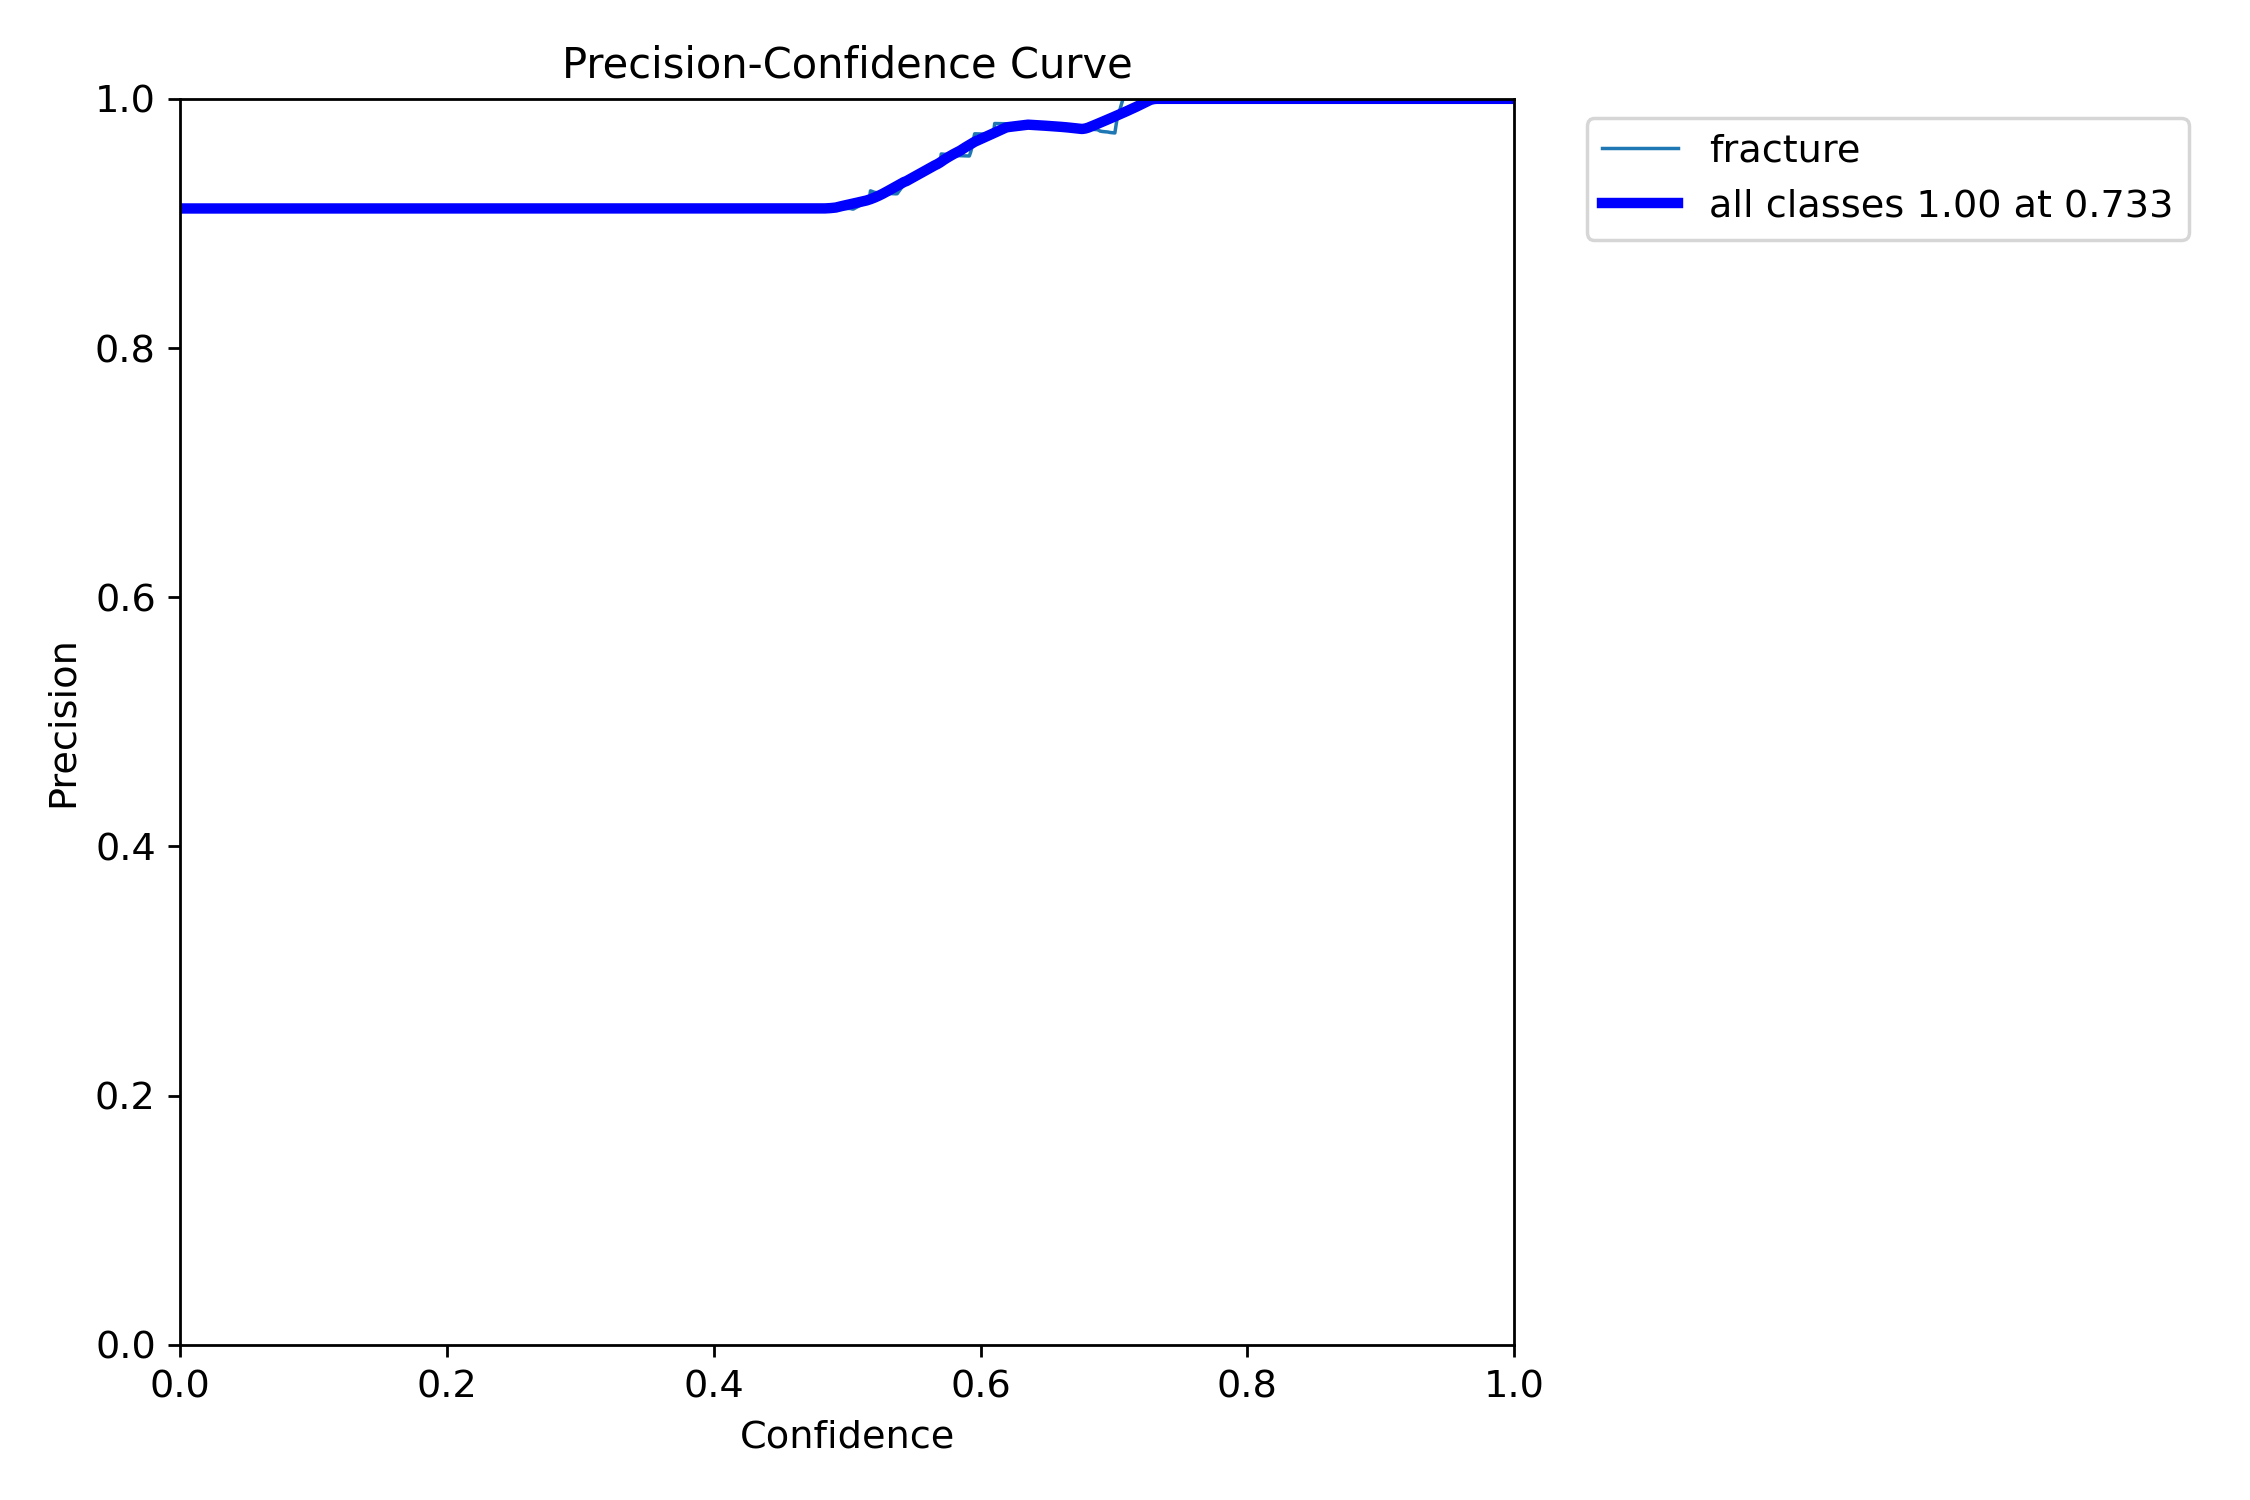 Precision-Confidence Curve
1.0
0.8
0.6
0.4
0.2
0.0
Precision
0.0 0.2 0.4 0.6 0.8 1.0
Confidence
fracture
all classes 1.00 at 0.733